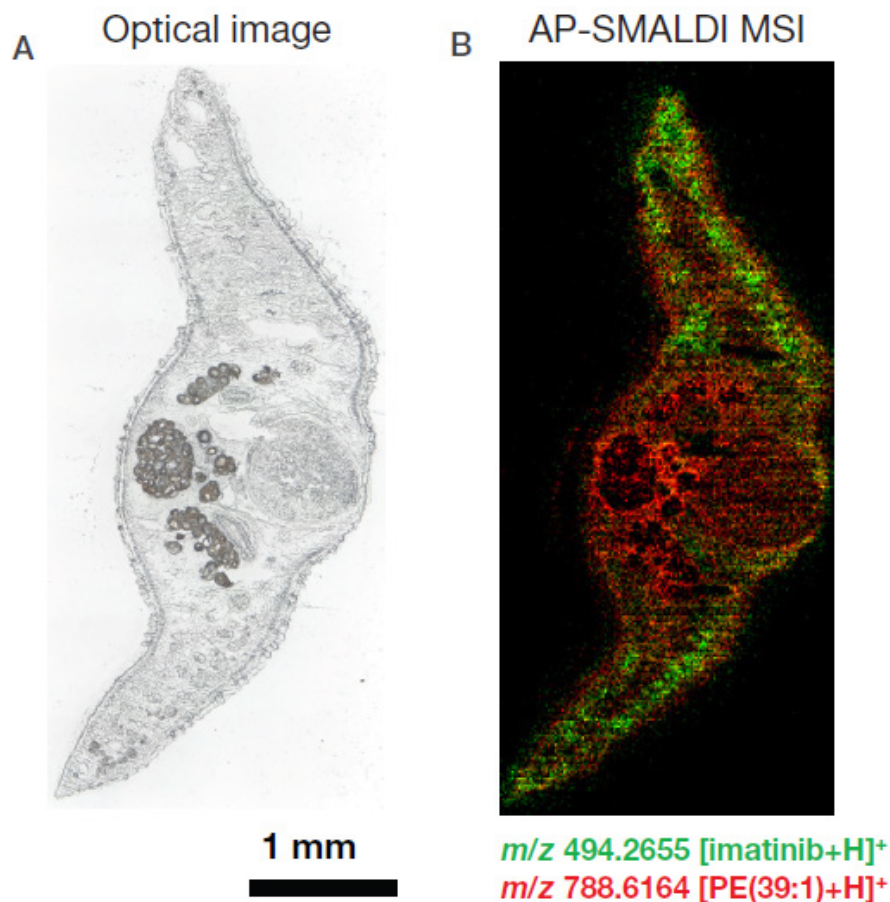 A
Optical image
B
AP-SMALDI MSI
1 mm
m/z 494.2655 [imatinib+H]+
m/z 788.6164 [PE(39:1)+H]+